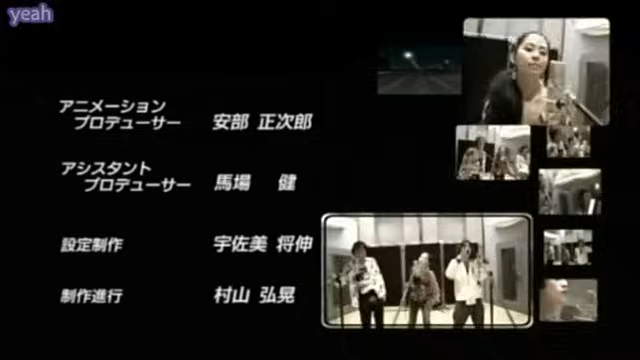 yeah
アニメーション
プロデューサー 安部 正次郎
アシスタント
プロデューサー 馬場 健
設定制作 宇佐美 将伸
制作進行 村山 弘晃